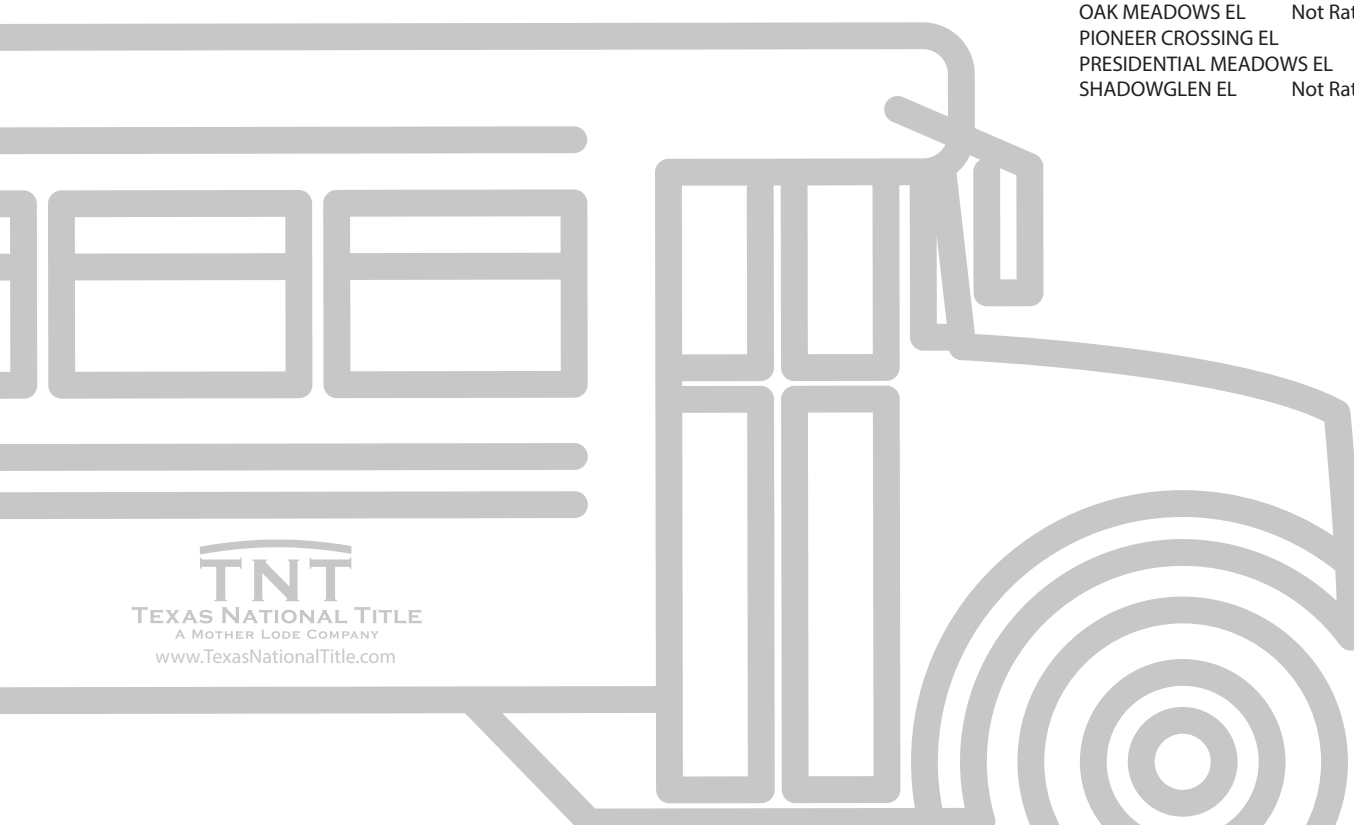 OAK MEADOWS EL Not Rat
PIONEER CROSSING EL
PRESIDENTIAL MEADOWS EL
SHADOWGLEN EL Not Rat
TNT
TEXAS NATIONAL TITLE
A MOTHER LODE COMPANY
www.TexasNationalTitle.com